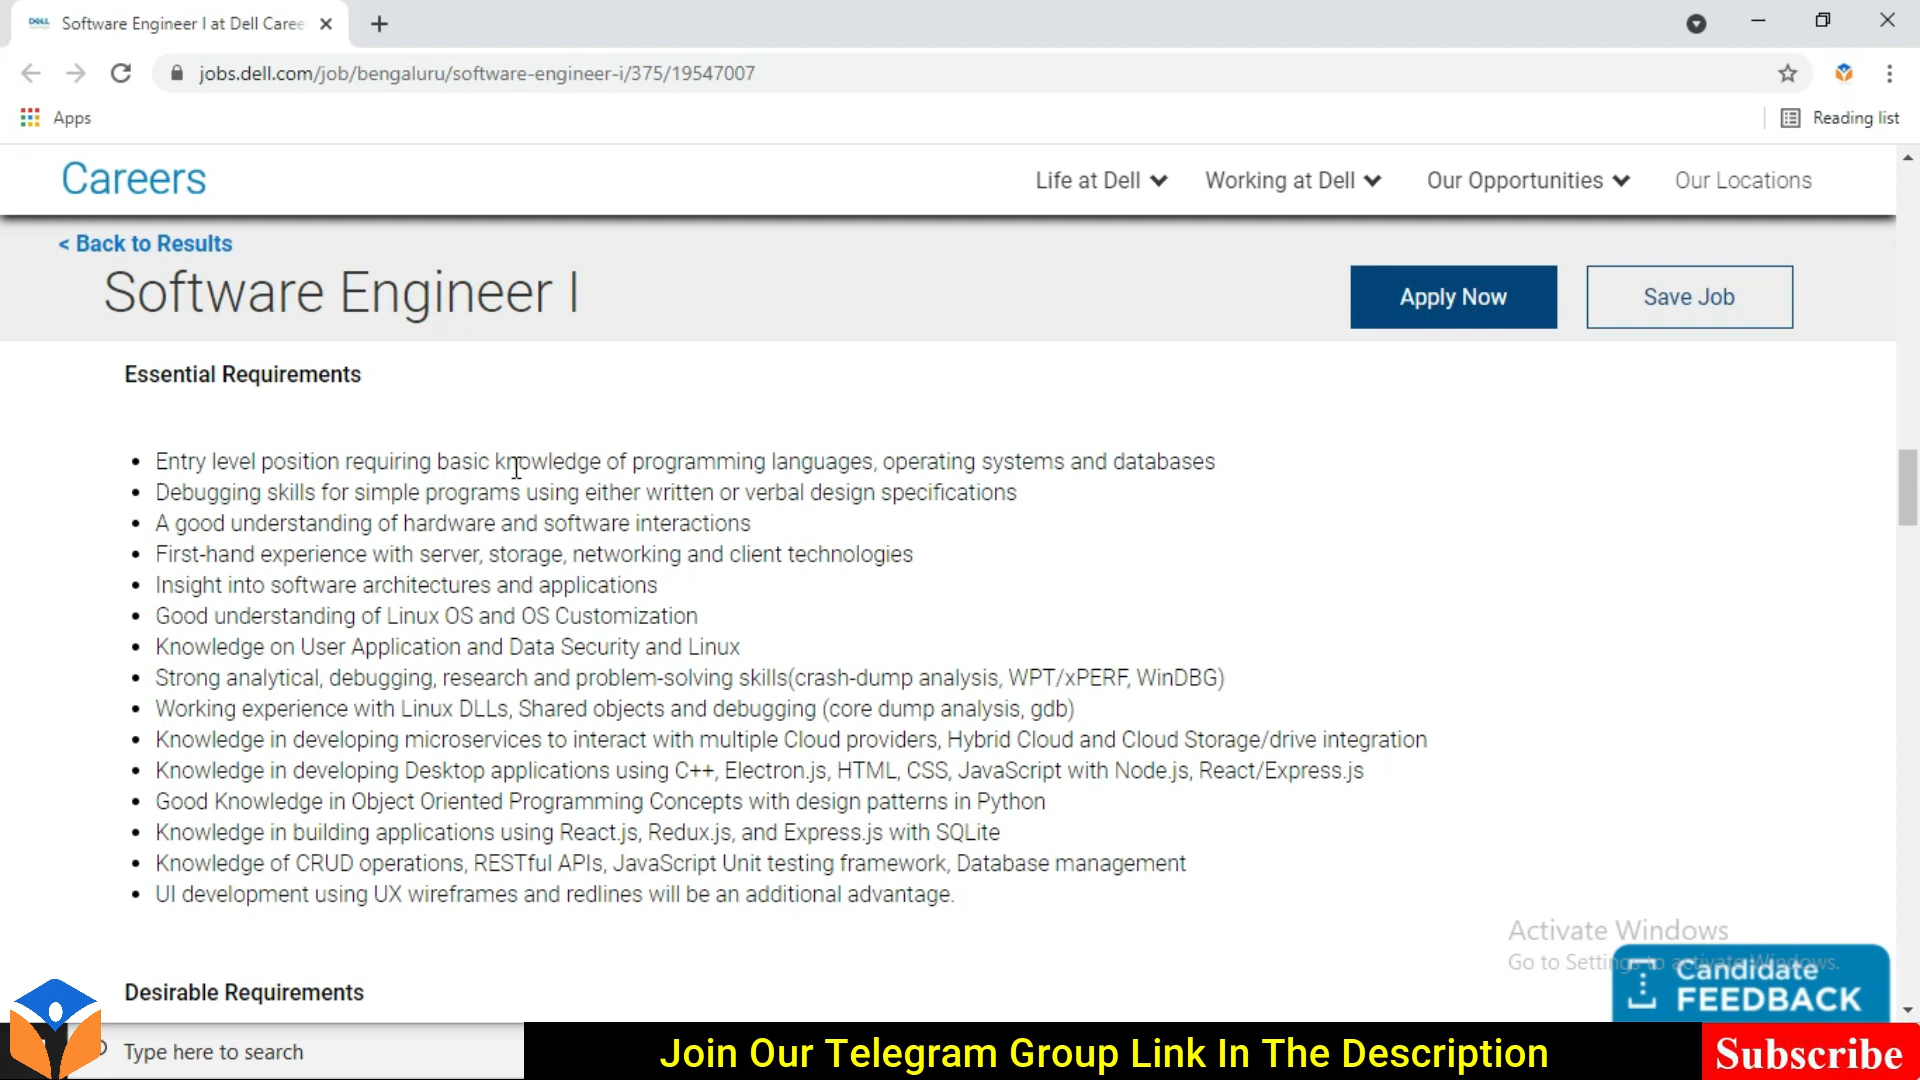 DELL Software Engineer I at Dell Caree
jobs.dell.com/job/bengaluru/software-engineer-i/375/19547007
Apps
Reading list
Careers
Life at Dell
Working at Dell
Our Opportunities
Our Locations
< Back to Results
Software Engineer I
Apply Now
Save Job
Essential Requirements
• Entry level position requiring basic knowledge of programming languages, operating systems and databases
• Debugging skills for simple programs using either written or verbal design specifications
• A good understanding of hardware and software interactions
• First-hand experience with server, storage, networking and client technologies
• Insight into software architectures and applications
• Good understanding of Linux OS and OS Customization
• Knowledge on User Application and Data Security and Linux
• Strong analytical, debugging, research and problem-solving skills(crash-dump analysis, WPT/xPERF, WinDBG)
• Working experience with Linux DLLs, Shared objects and debugging (core dump analysis, gdb)
• Knowledge in developing microservices to interact with multiple Cloud providers, Hybrid Cloud and Cloud Storage/drive integration
• Knowledge in developing Desktop applications using C++, Electron.js, HTML, CSS, JavaScript with Node.js, React/Express.js
• Good Knowledge in Object Oriented Programming Concepts with design patterns in Python
• Knowledge in building applications using React.js, Redux.js, and Express.js with SQLite
• Knowledge of CRUD operations, RESTful APIs, JavaScript Unit testing framework, Database management
• UI development using UX wireframes and redlines will be an additional advantage.
Activate Windows
Go to Settings to activate Windows.
Candidate
FEEDBACK
Desirable Requirements
Type here to search
Join Our Telegram Group Link In The Description
Subscribe